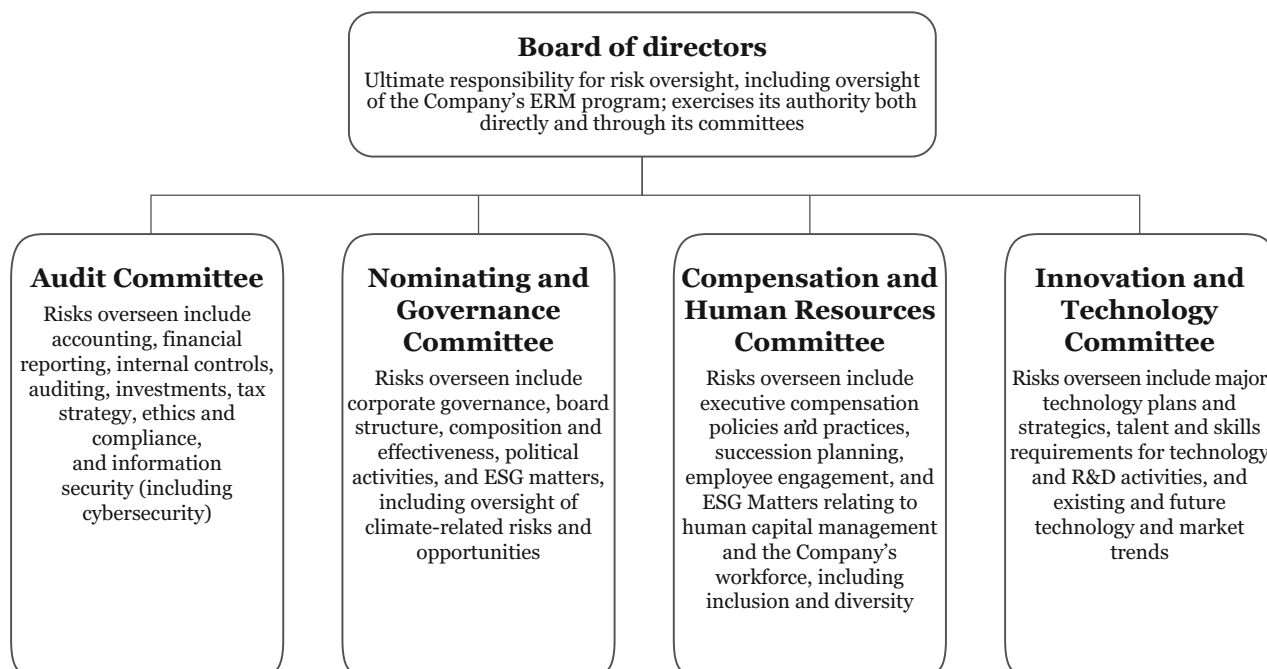 Board of directors
Ultimate responsibility for risk oversight, including oversight
of the Company's ERM program; exercises its authority both
directly and through its committees
Audit Committee
Risks overseen include
accounting, financial
reporting, internal controls,
auditing, investments, tax
strategy, ethics and
compliance,
and information
security (including
cybersecurity)
Nominating and
Governance
Committee
Risks overseen include
corporate governance, board
structure, composition and
effectiveness, political
activities, and ESG matters,
including oversight of
climate-related risks and
opportunities
Compensation and
Human Resources
Committee
Risks overseen include
executive compensation
policies and practices,
succession planning,
employee engagement, and
ESG Matters relating to
human capital management
and the Company's
workforce, including
inclusion and diversity
Innovation and
Technology
Committee
Risks overseen include major
technology plans and
strategics, talent and skills
requirements for technology
and R&D activities, and
existing and future
technology and market
trends